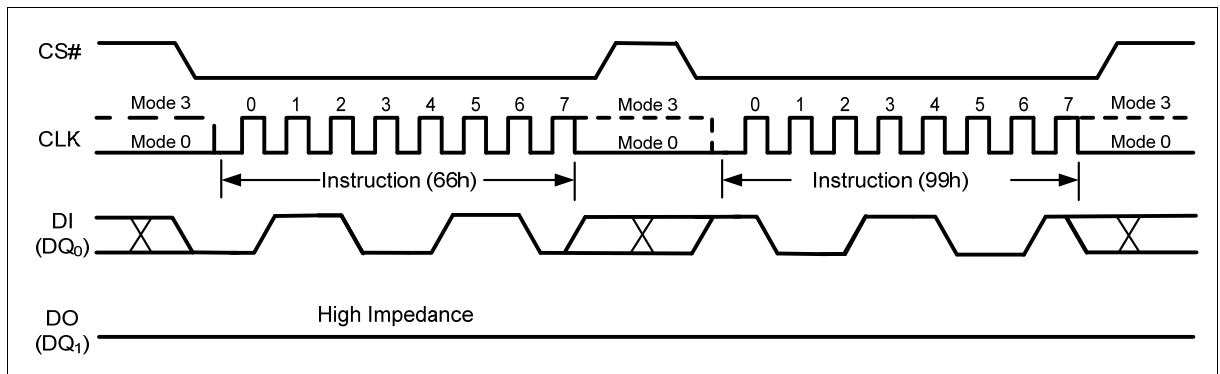 CS#
Mode 3 0 1 2 3 4 5 6 7 Mode 3 0 1 2 3 4 5 6 7 Mode 3
CLK
Mode 0 Mode 0 Mode 0
Instruction (66h) Instruction (99h)
DI
(DQ₀)
High Impedance
DO
(DQ₁)